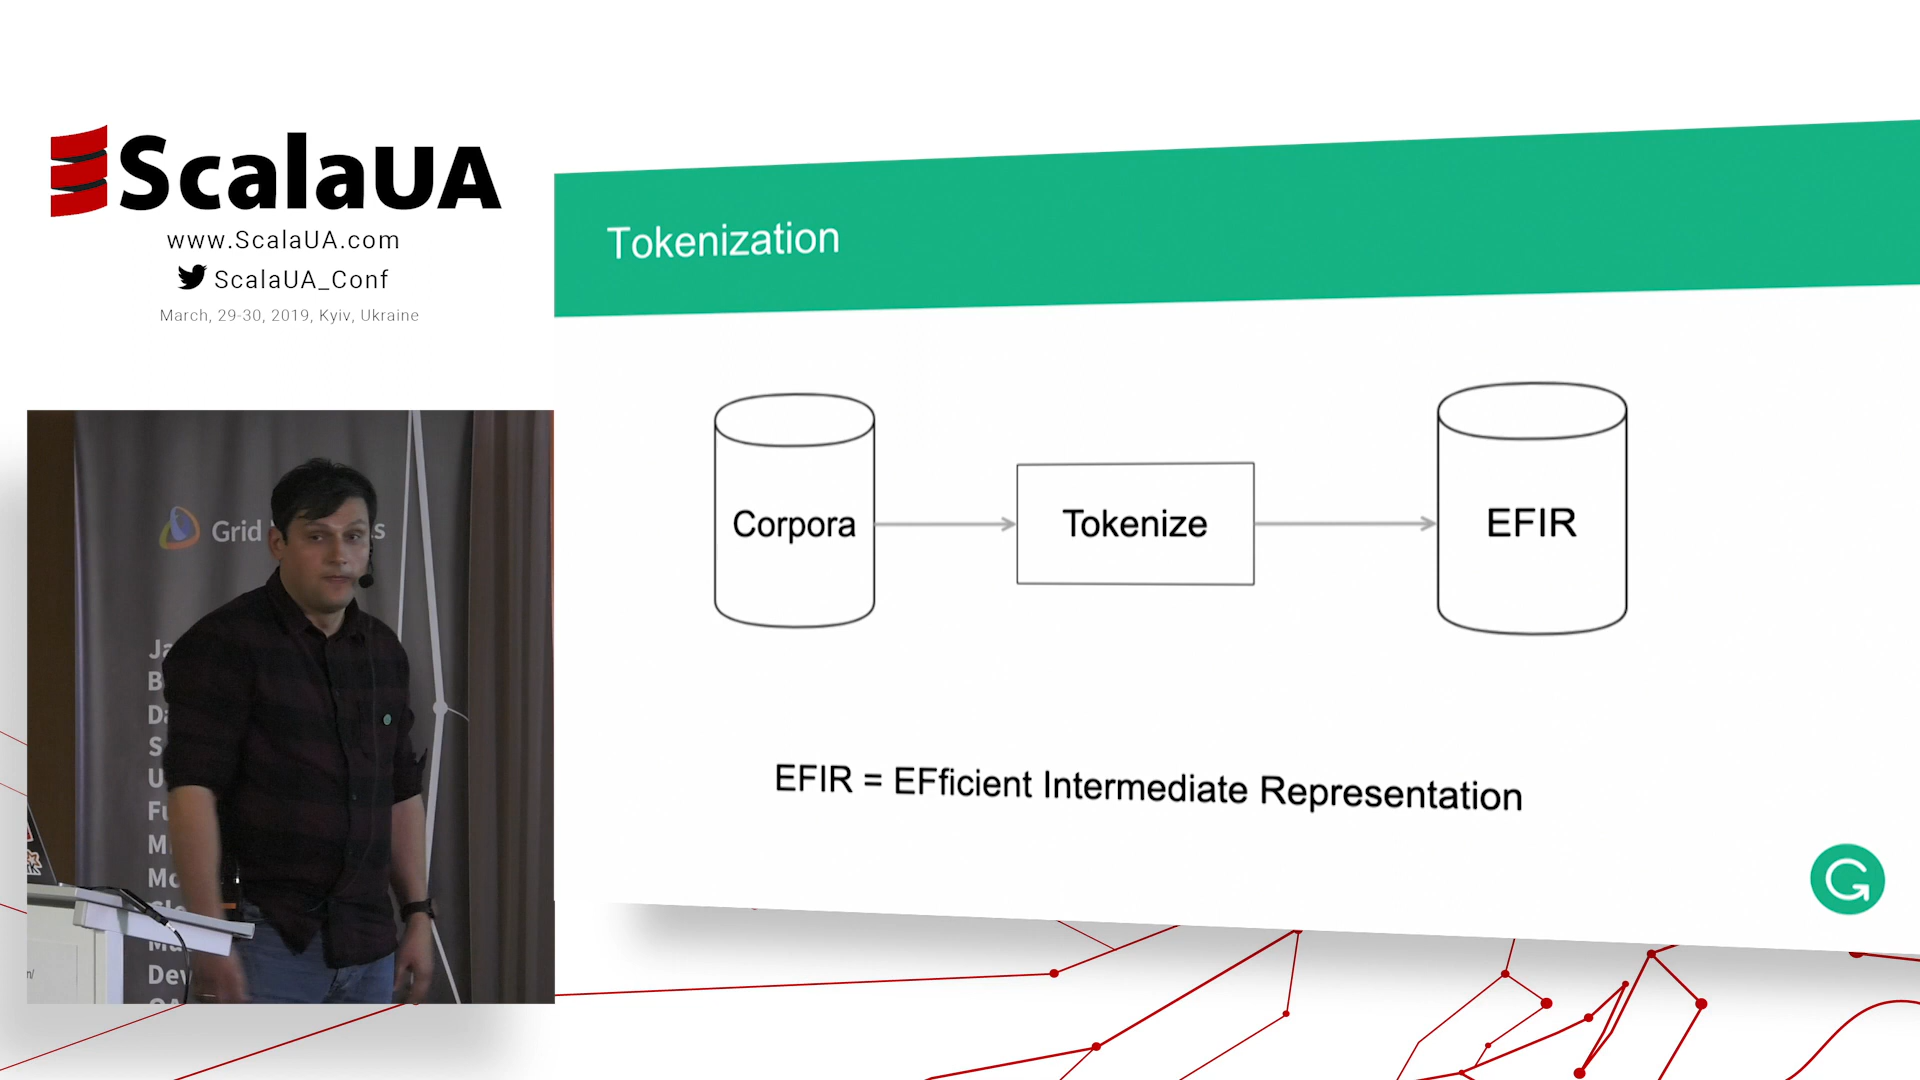 ScalaUA
www.ScalaUA.com
ScalaUA_Conf
March, 29-30, 2019, Kyiv, Ukraine
Tokenization
Corpora
Tokenize
EFIR
EFIR = EFficient Intermediate Representation
Grid